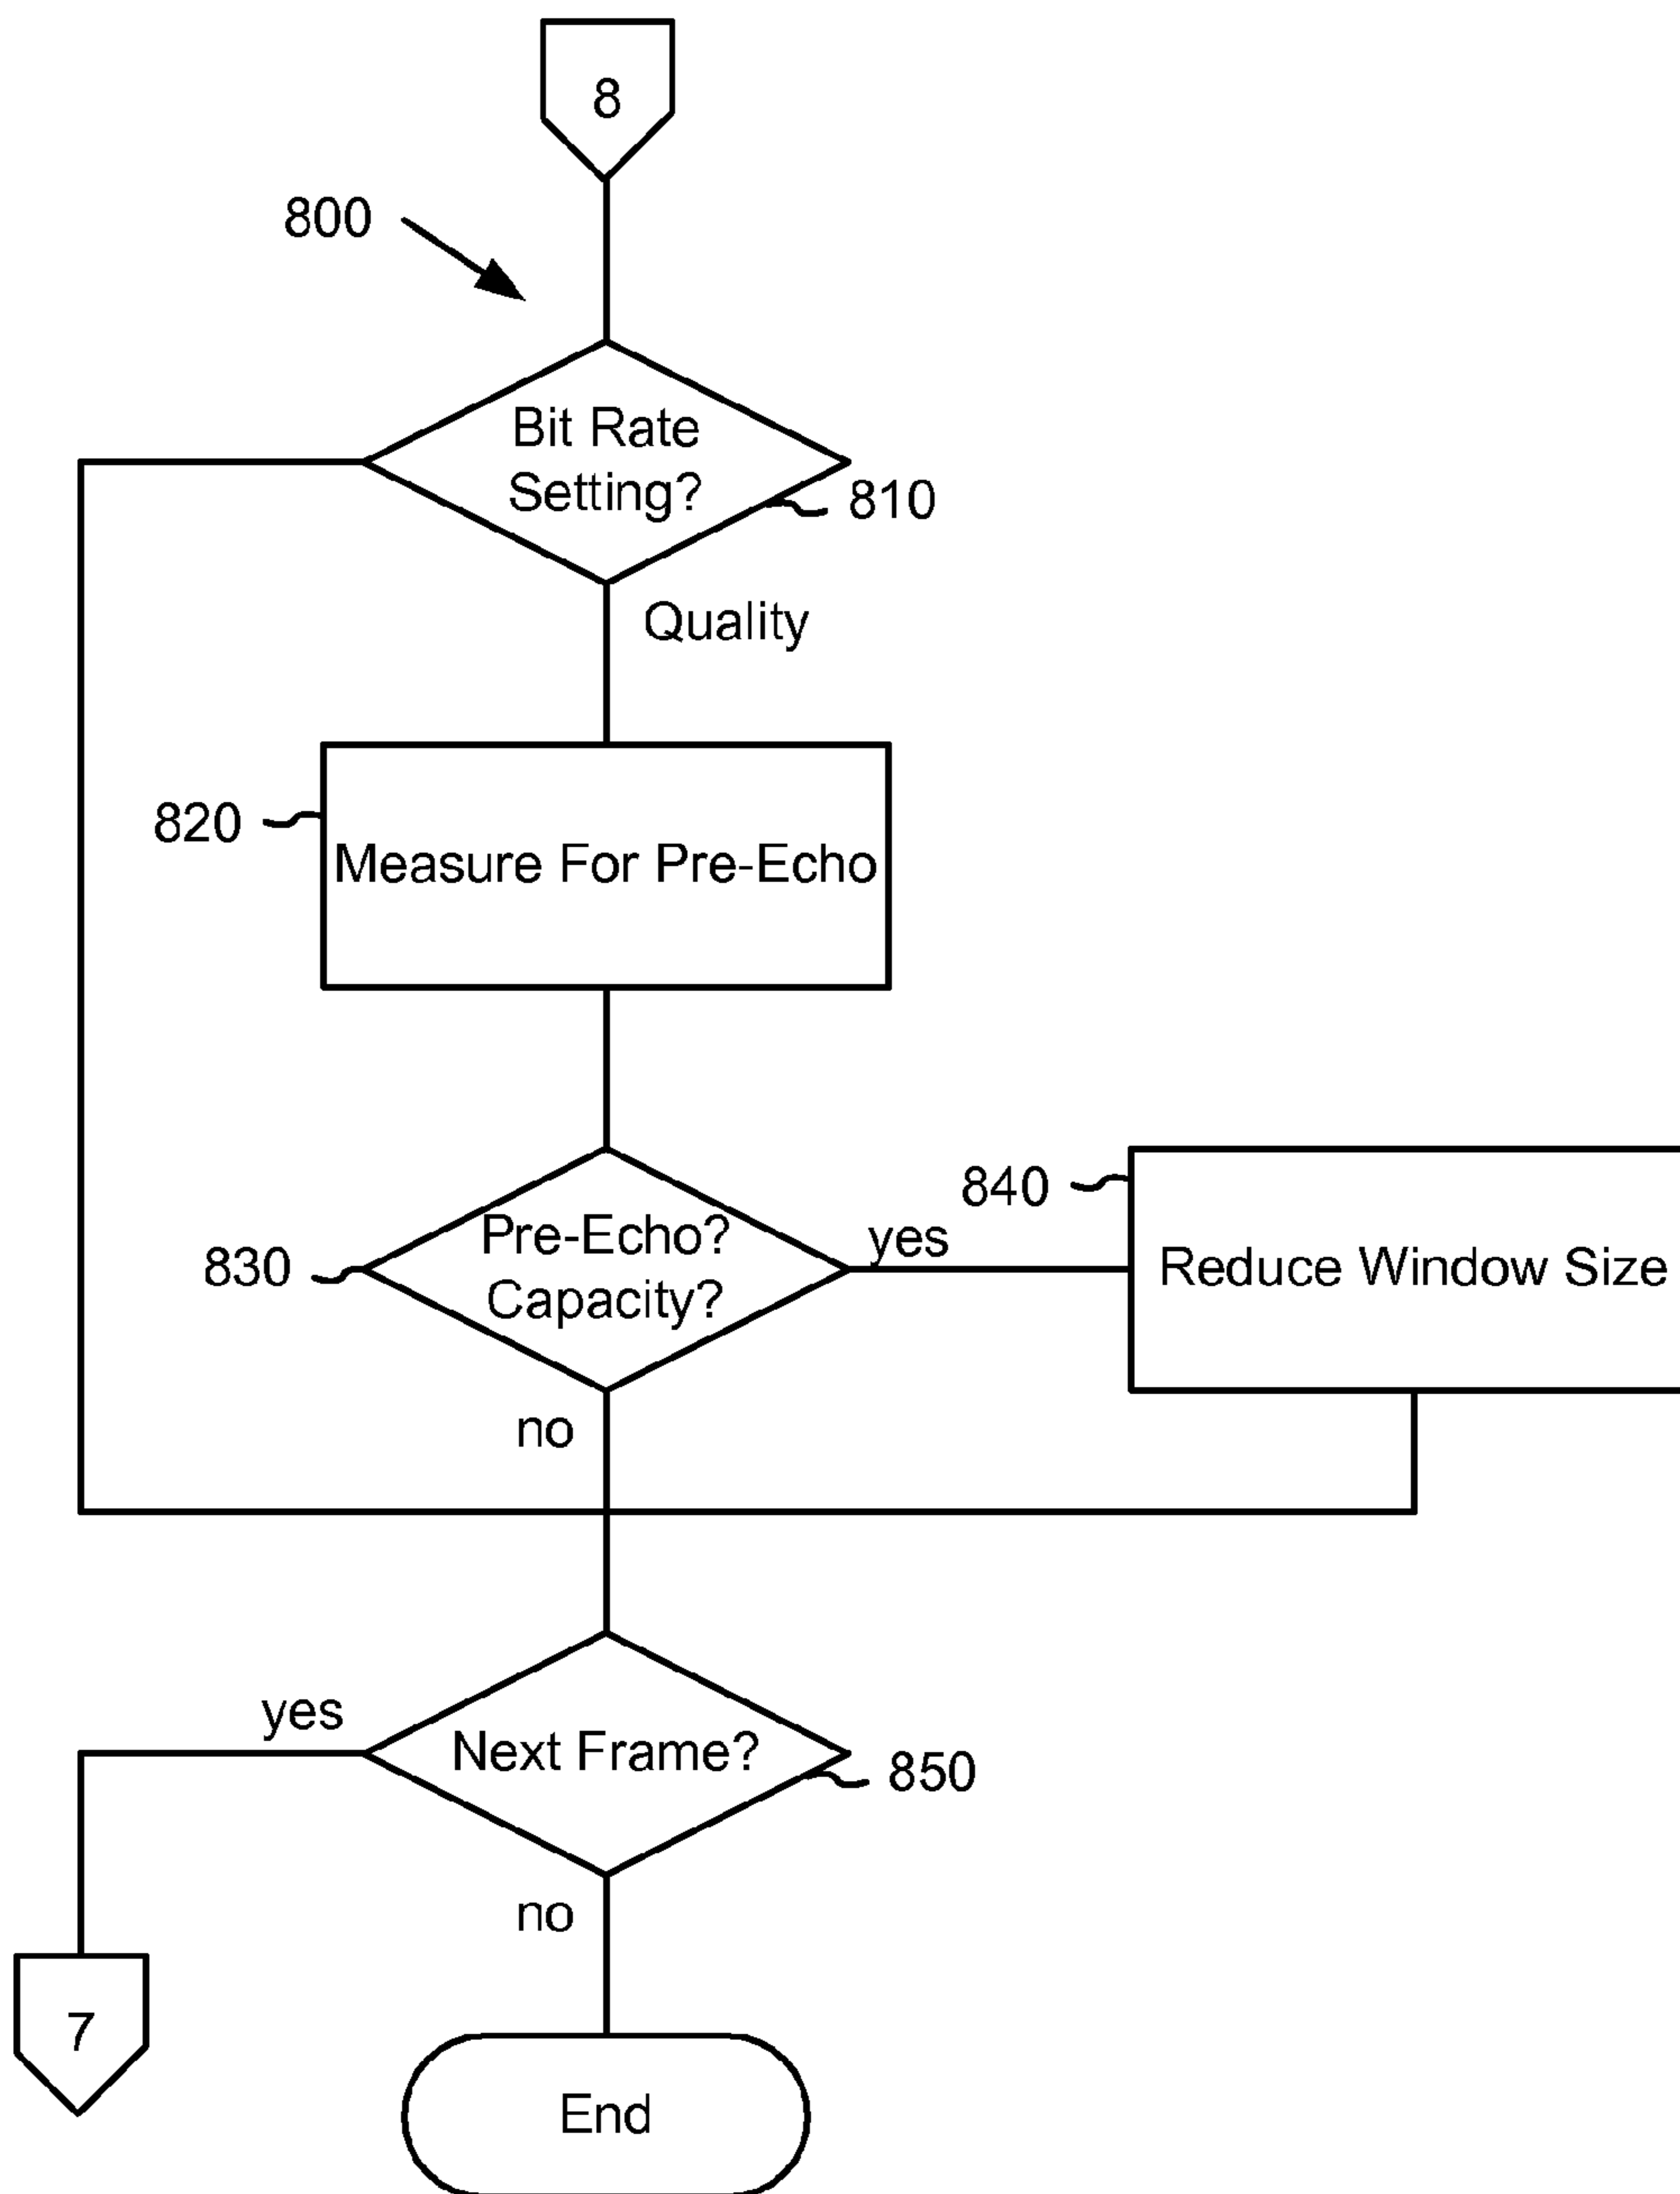 8
800
Bit Rate
Setting?
810
Quality
820
Measure For Pre-Echo
830
Pre-Echo?
Capacity?
yes
840
Reduce Window Size
no
yes
Next Frame?
850
no
7
End